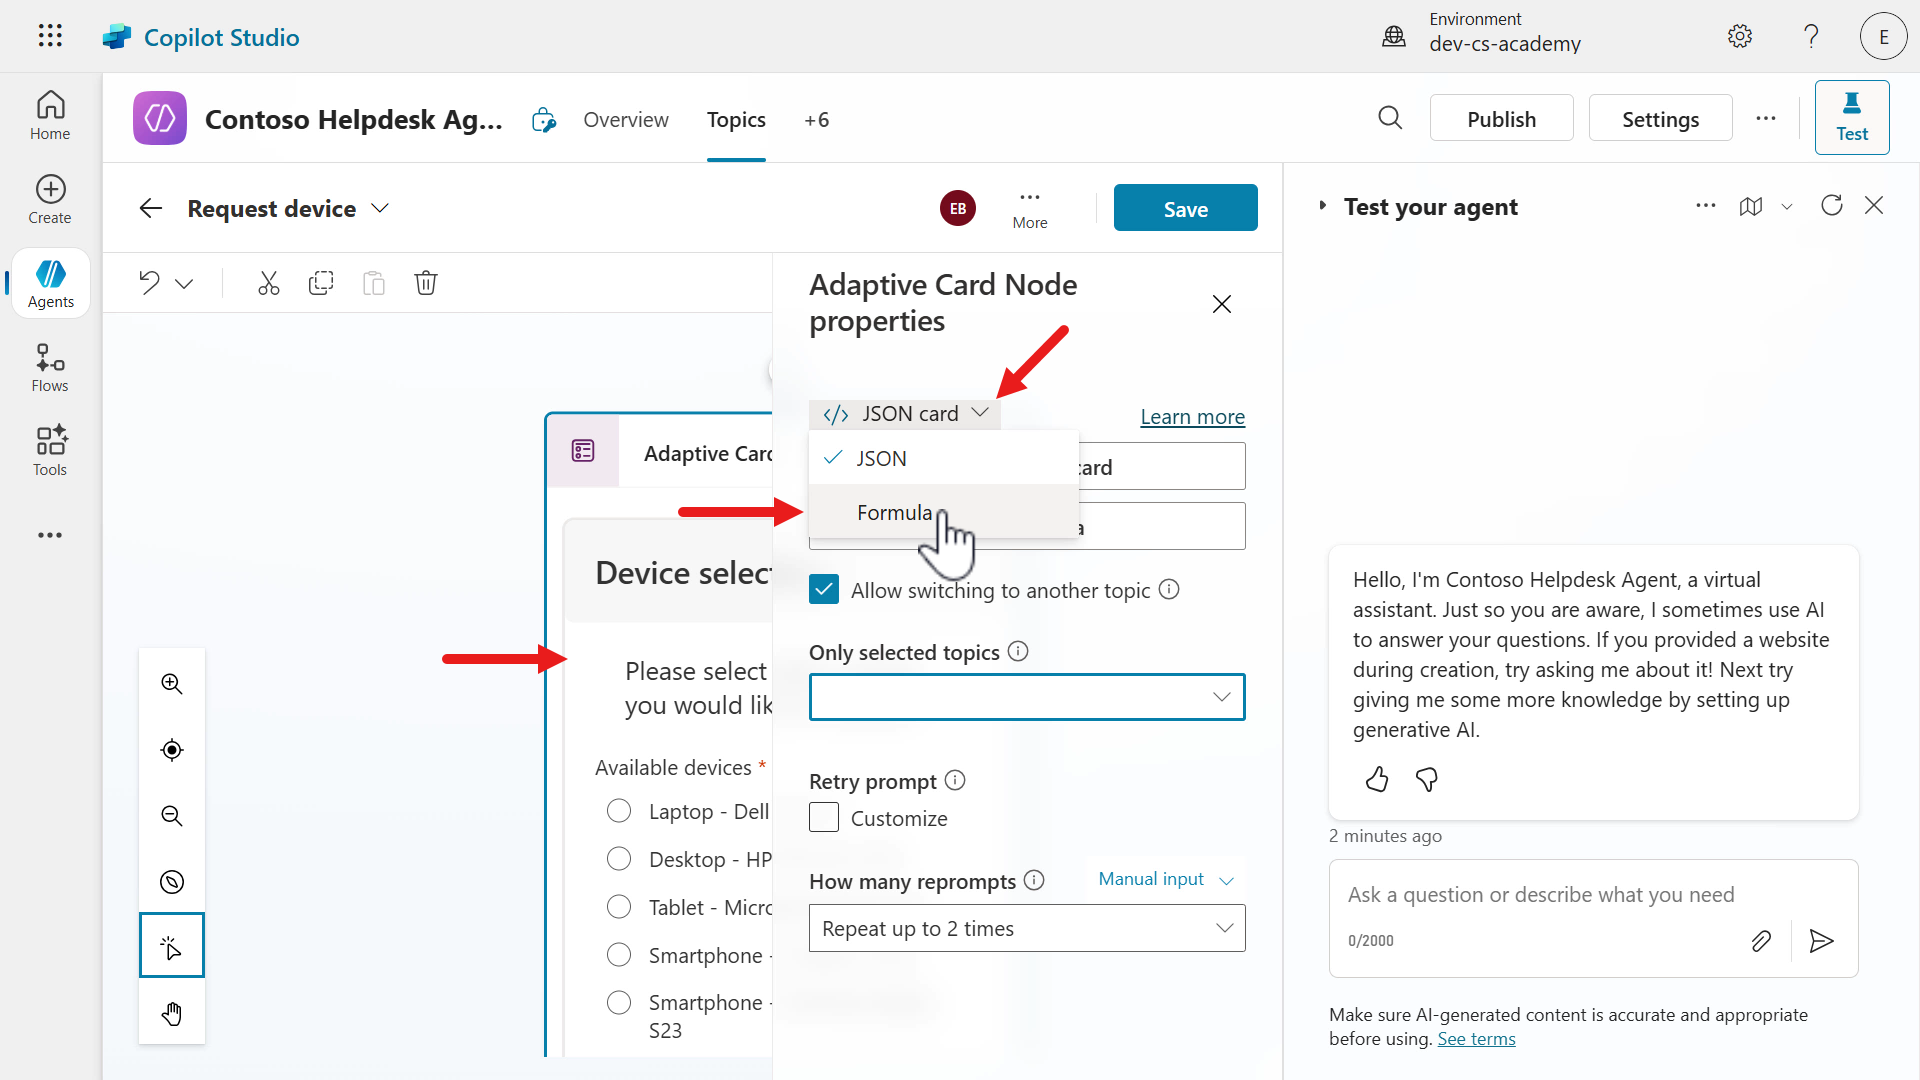 Copilot Studio
Environment
dev-cs-academy
?
E
Home
Create
Agents
Flows
Tools
Contoso Helpdesk Ag...
Overview
Topics
+6
Publish
Settings
Test
Request device
EB
More
Save
Adaptive Card
Device select
Please select
you would lik
Available devices *
Laptop - Dell
Desktop - HP
Tablet - Micro
Smartphone -
Smartphone -
S23
Adaptive Card Node
properties
</> JSON card
Learn more
JSON
card
Formula
a
Allow switching to another topic
Only selected topics
Retry prompt
Customize
How many reprompts
Manual input
Repeat up to 2 times
Test your agent
Hello, I'm Contoso Helpdesk Agent, a virtual
assistant. Just so you are aware, I sometimes use AI
to answer your questions. If you provided a website
during creation, try asking me about it! Next try
giving me some more knowledge by setting up
generative AI.
2 minutes ago
Ask a question or describe what you need
0/2000
Make sure AI-generated content is accurate and appropriate
before using. See terms